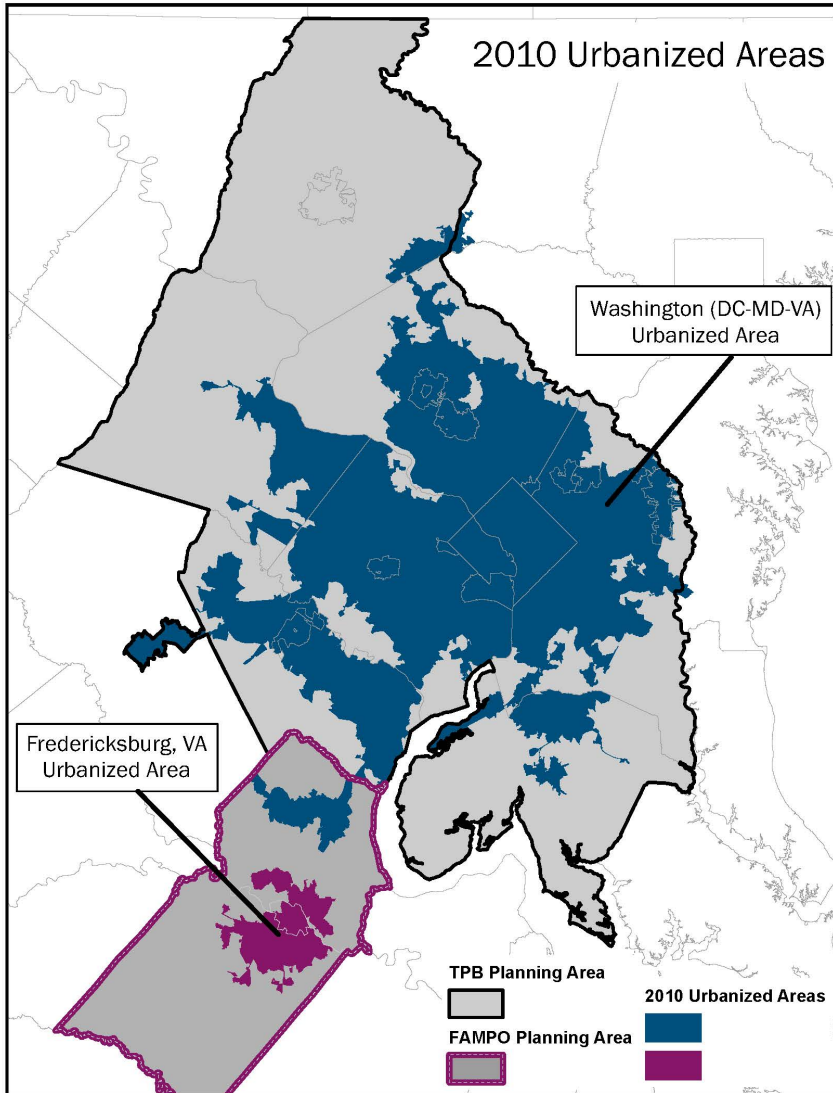 2010 Urbanized Areas
Washington (DC-MD-VA)
Urbanized Area
Fredericksburg, VA
Urbanized Area
TPB Planning Area
2010 Urbanized Areas
FAMPO Planning Area